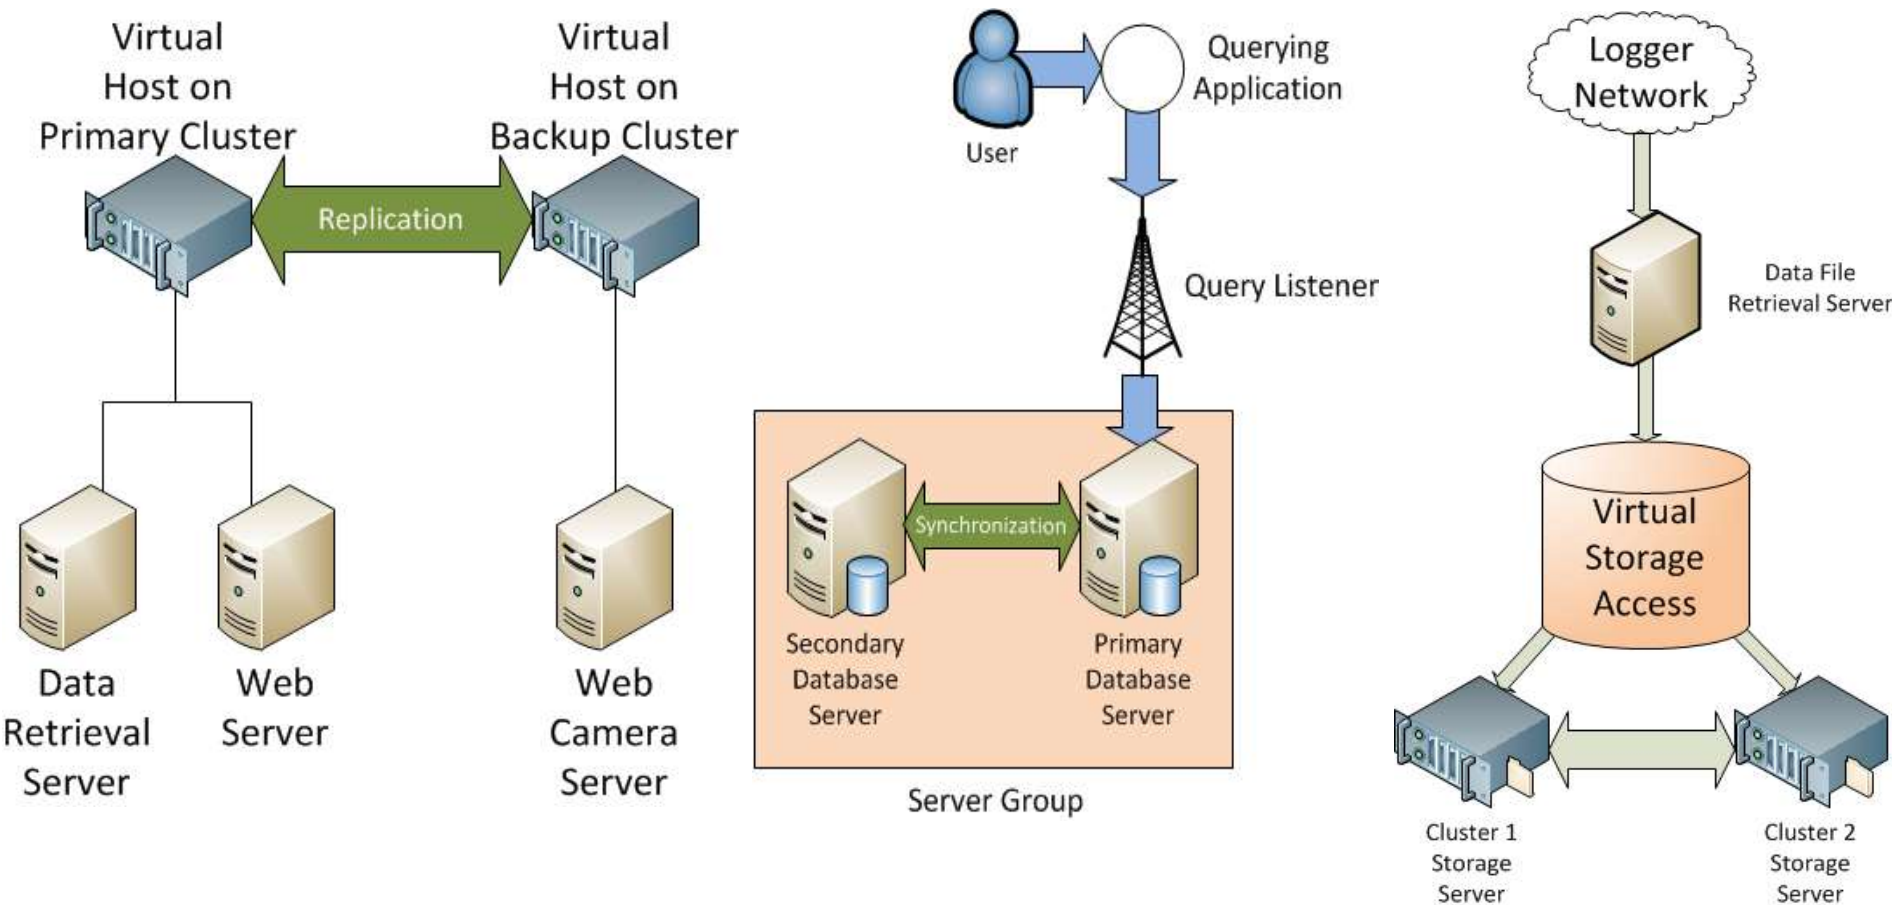 Virtual
Host on
Primary Cluster
Virtual
Host on
Backup Cluster
Replication
Data
Retrieval
Server
Web
Server
Web
Camera
Server
Querying
Application
User
Query Listener
Synchronization
Secondary
Database
Server
Primary
Database
Server
Server Group
Logger
Network
Data File
Retrieval Server
Virtual
Storage
Access
Cluster 1
Storage
Server
Cluster 2
Storage
Server